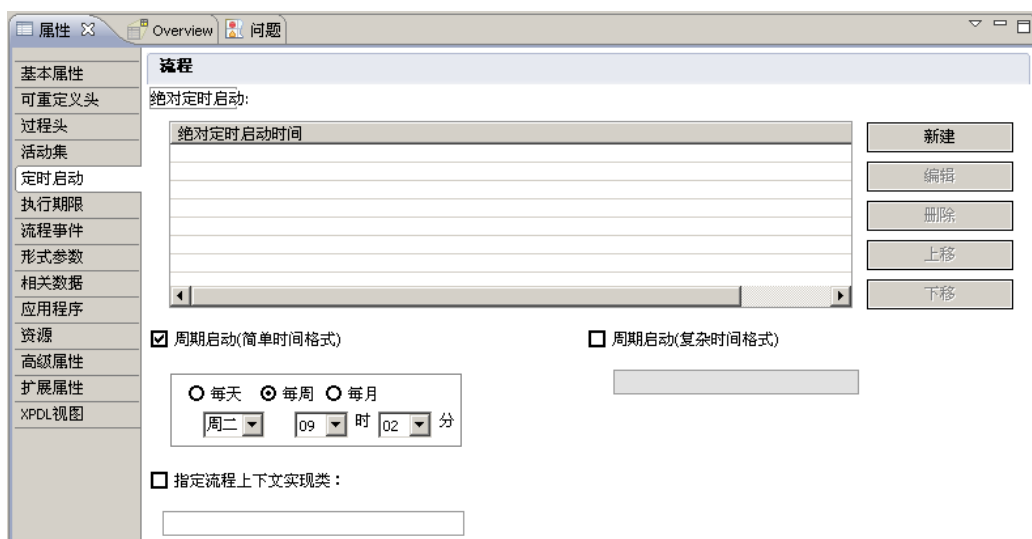 属性 Overview 问题
基本属性
可重定义头
过程头
活动集
定时启动
执行期限
流程事件
形式参数
相关数据
应用程序
资源
高级属性
扩展属性
XPDL视图
流程
绝对定时启动:
绝对定时启动时间
新建
编辑
删除
上移
下移
周期启动(简单时间格式) 周期启动(复杂时间格式)
每天 每周 每月
周二 09 时 02 分
指定流程上下文实现类：